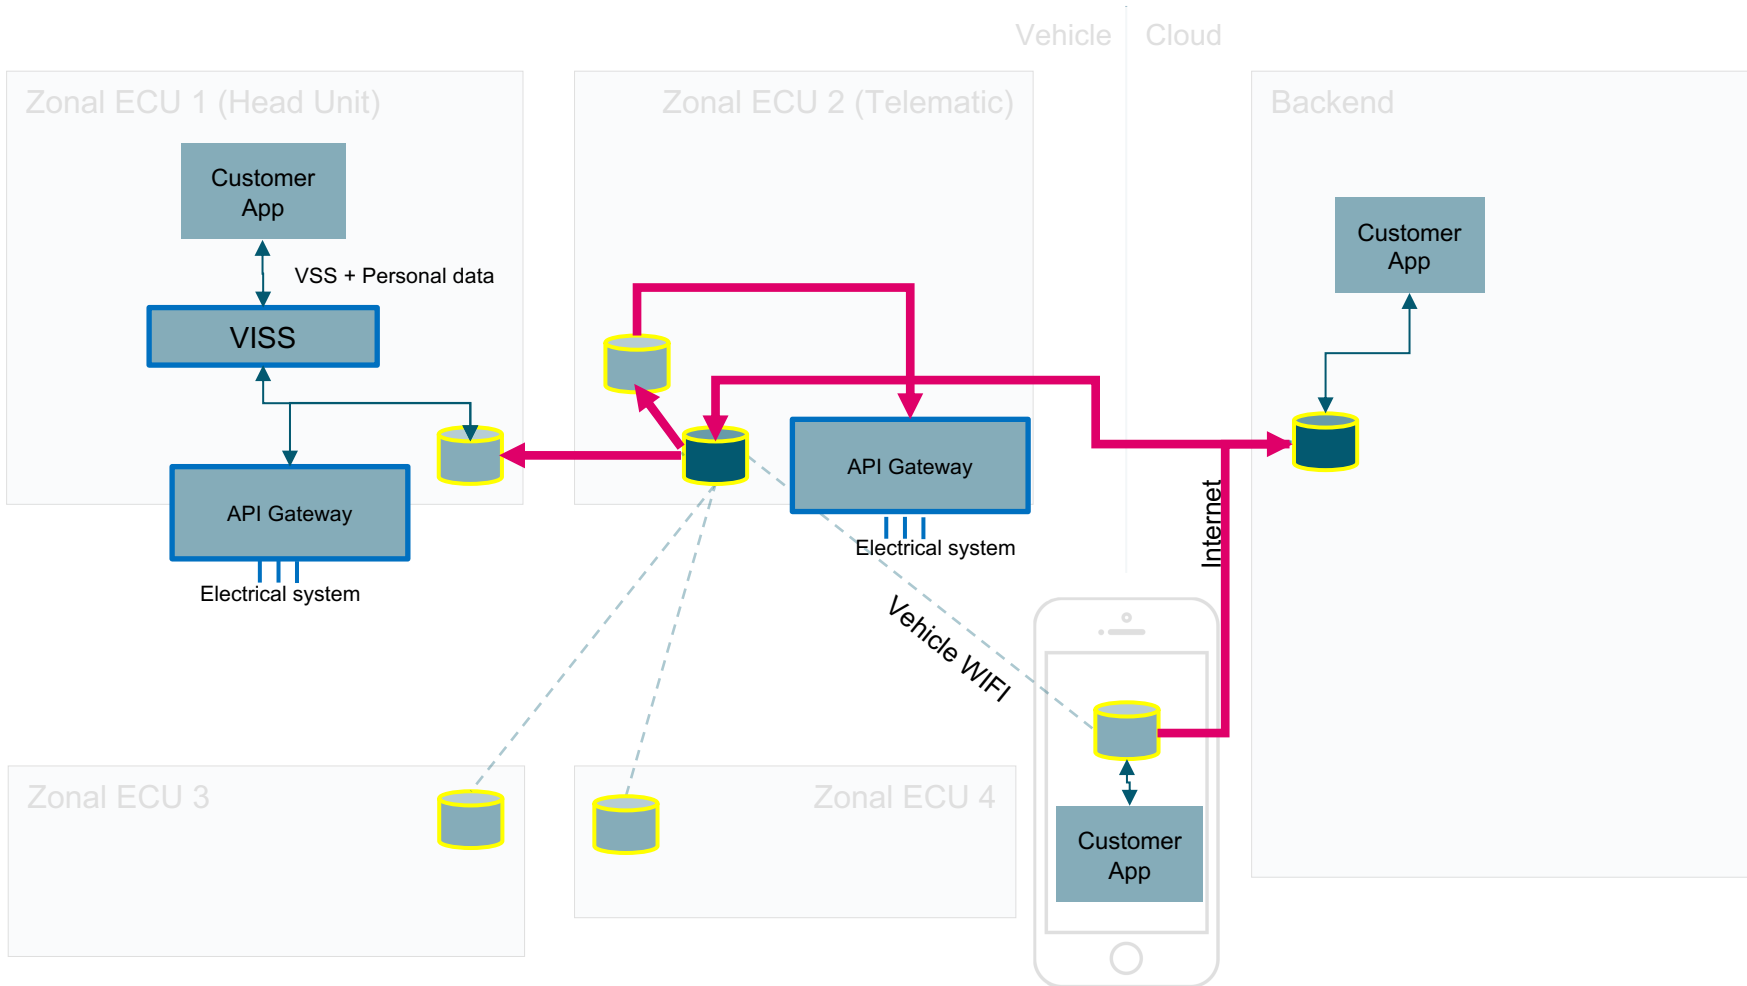 Vehicle
Cloud
Zonal ECU 1 (Head Unit)
Zonal ECU 2 (Telematic)
Backend
Customer
App
VSS + Personal data
VISS
API Gateway
Electrical system
API Gateway
Electrical system
Customer
App
Internet
Vehicle WIFI
Zonal ECU 3
Zonal ECU 4
Customer
App